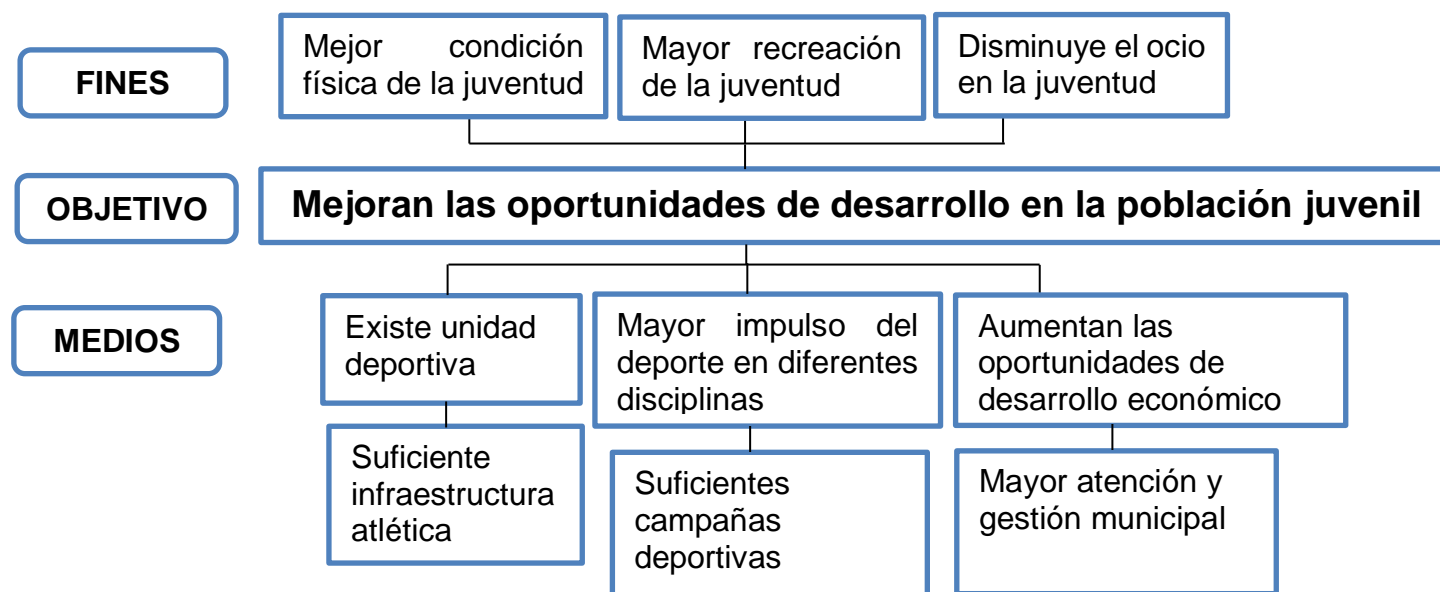 FINES
Mejor condición
física de la juventud
Mayor recreación
de la juventud
Disminuye el ocio
en la juventud
OBJETIVO
Mejoran las oportunidades de desarrollo en la población juvenil
MEDIOS
Existe unidad
deportiva
Mayor impulso del
deporte en diferentes
disciplinas
Aumentan las
oportunidades de
desarrollo económico
Suficiente
infraestructura
atlética
Suficientes
campañas
deportivas
Mayor atención y
gestión municipal